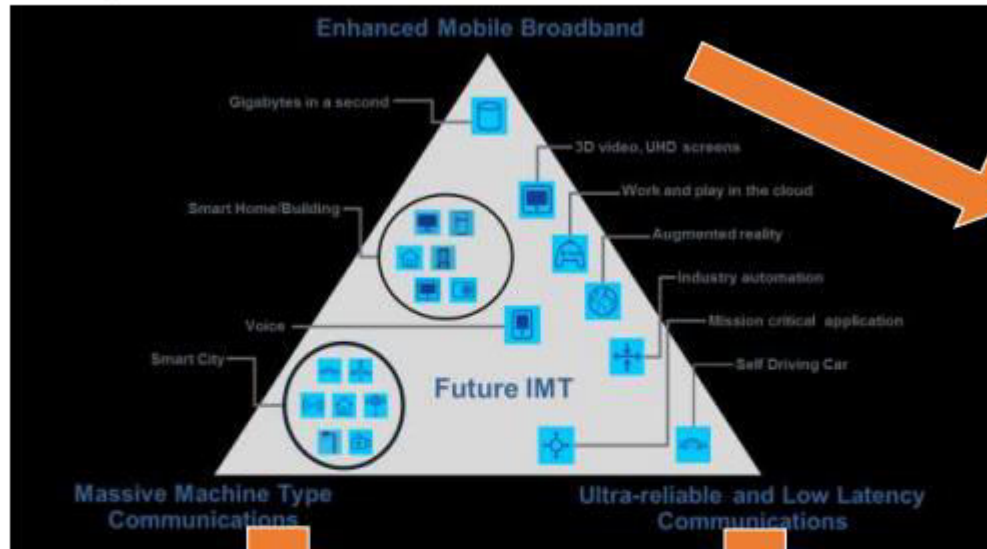 Enhanced Mobile Broadband
Gigabytes in a second
3D video, UHD screens
Work and play in the cloud
Smart Home/Building
Augmented reality
Industry automation
Voice
Mission critical application
Smart City
Self Driving Car
Future IMT
Massive Machine Type
Communications
Ultra-reliable and Low Latency
Communications